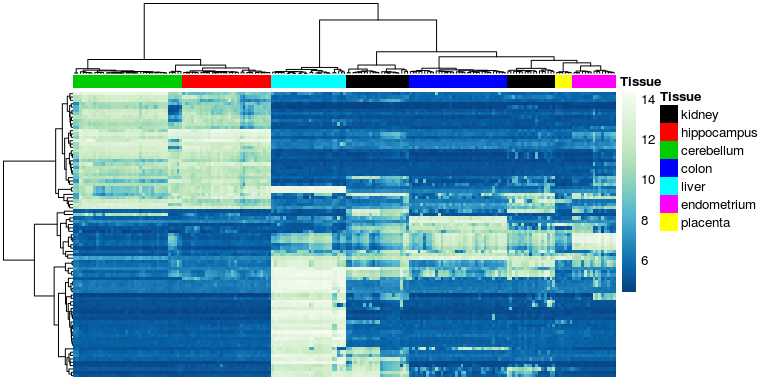 Tissue
14
12
10
8
6
Tissue
kidney
hippocampus
cerebellum
colon
liver
endometrium
placenta